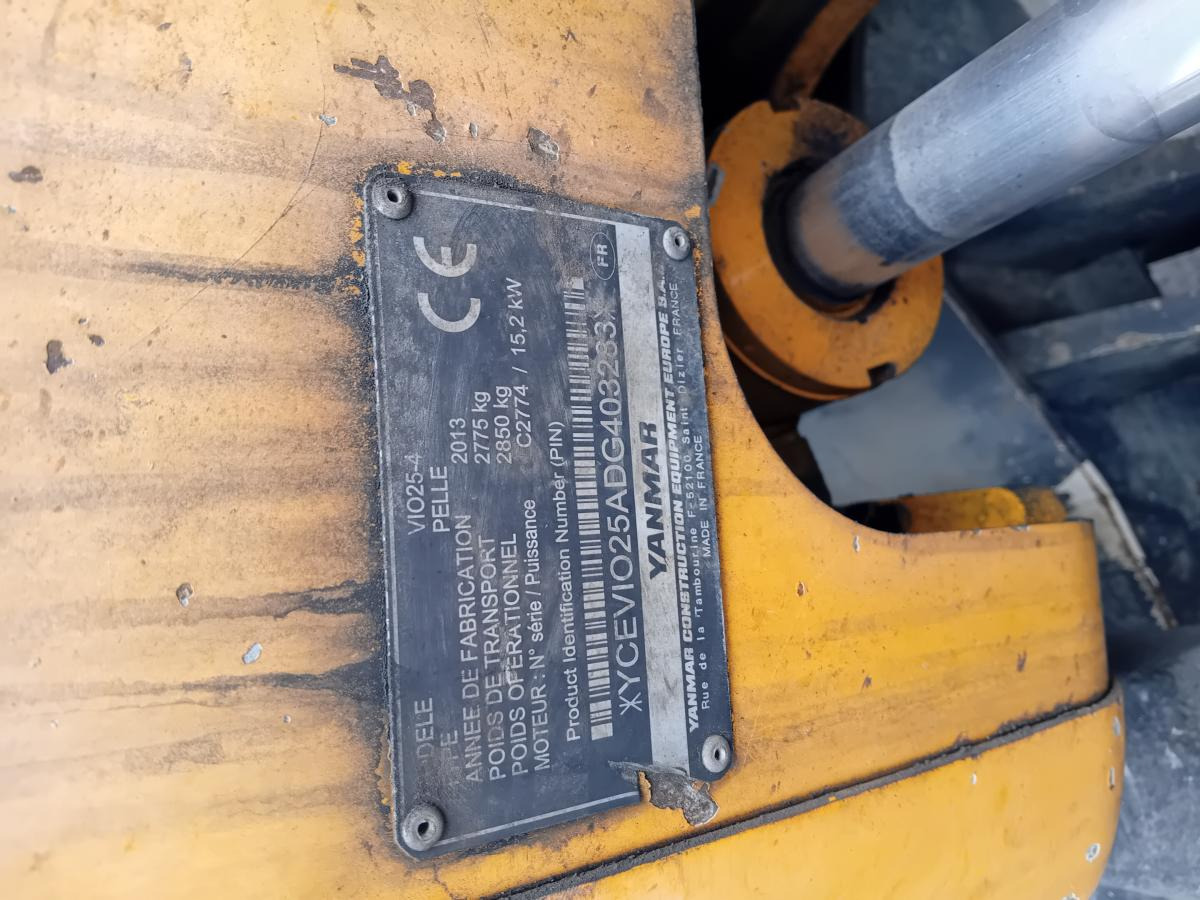 CE
DELE VIO25-4
PELLE
ANNEE DE FABRICATION 2013
POIDS DE TRANSPORT 2775 kg
POIDS OPERATIONNEL 2850 kg
MOTEUR : N° série / Puissance C2774 / 15,2 kW
Product Identification Number (PIN)
FR
*YCEVIO25ADG403283*
YANMAR
YANMAR CONSTRUCTION EQUIPMENT EUROPE S.A.
Rue de la Tambourine F-52100 Saint Dizier FRANCE
MADE IN FRANCE